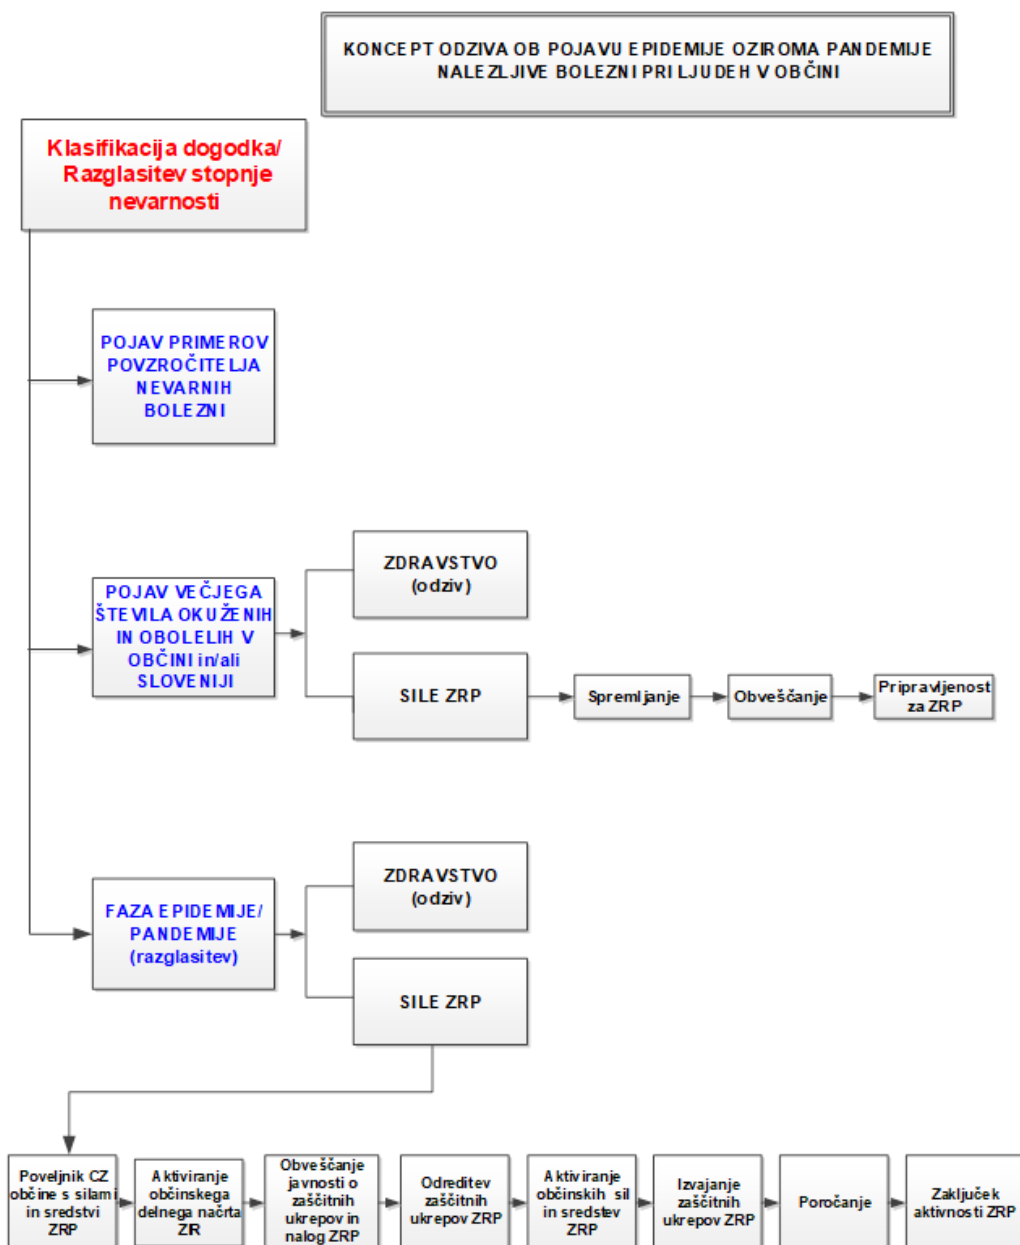 KONCEPT ODZIVA OB POJAVU EPIDEMIJE OZIROMA PANDEMIJE
NALEZLJIVE BOLEZNI PRI LJUDEH V OBČINI
Klasifikacija dogodka/
Razglasitev stopnje
nevarnosti
POJAV PRIMEROV
POVZROČITELJA
NEVARNIH
BOLEZNI
POJAV VEČJEGA
ŠTEVILA OKUŽENIH
IN OBOLELIH V
OBČINI in/ali
SLOVENIJI
ZDRAVSTVO
(odziv)
SILE ZRP
Spremljanje
Obveščanje
Pripravljenost
za ZRP
FAZA EPIDEMIJE/
PANDEMIJE
(razglasitev)
ZDRAVSTVO
(odziv)
SILE ZRP
Poveljnik CZ
občine s silami
in sredstvi
ZRP
Aktiviranje
občinskega
delnega načrta
ZIR
Obveščanje
javnosti o
zaščitnih
ukrepov in
nalog ZRP
Odreditev
zaščitnih
ukrepov ZRP
Aktiviranje
občinskih sil
in sredstev
ZRP
Izvajanje
zaščitnih
ukrepov ZRP
Poročanje
Zaključek
aktivnosti ZRP